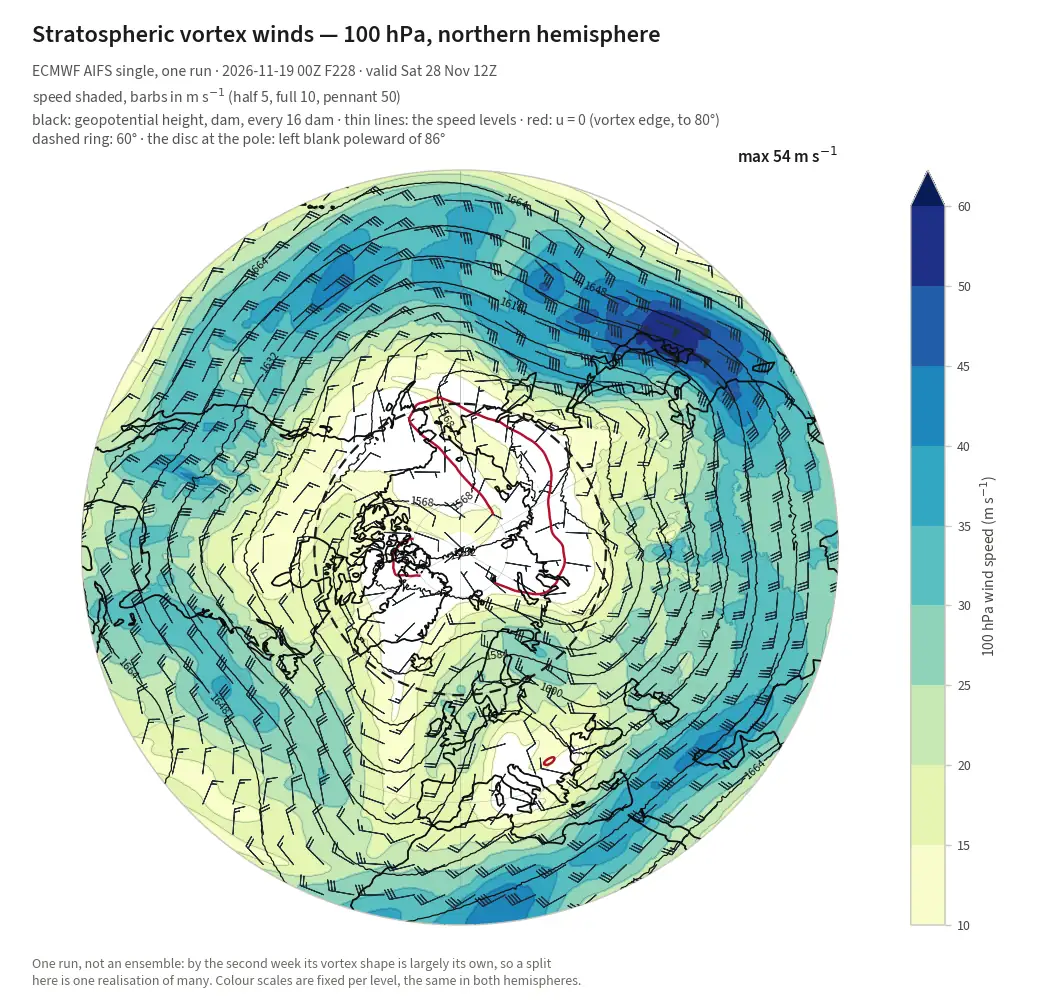 Stratospheric vortex winds — 100 hPa, northern hemisphere
ECMWF AIFS single, one run · 2026-11-19 00Z F228 · valid Sat 28 Nov 12Z
speed shaded, barbs in m s⁻¹ (half 5, full 10, pennant 50)
black: geopotential height, dam, every 16 dam · thin lines: the speed levels · red: u = 0 (vortex edge, to 80°)
dashed ring: 60° · the disc at the pole: left blank poleward of 86°
max 54 m s⁻¹
1664
1664
1648
1632
1568
1568
1568
1600
1648
1664
1664
60
50
45
40
35
30
25
20
15
10
100 hPa wind speed (m s⁻¹)
One run, not an ensemble: by the second week its vortex shape is largely its own, so a split
here is one realisation of many. Colour scales are fixed per level, the same in both hemispheres.